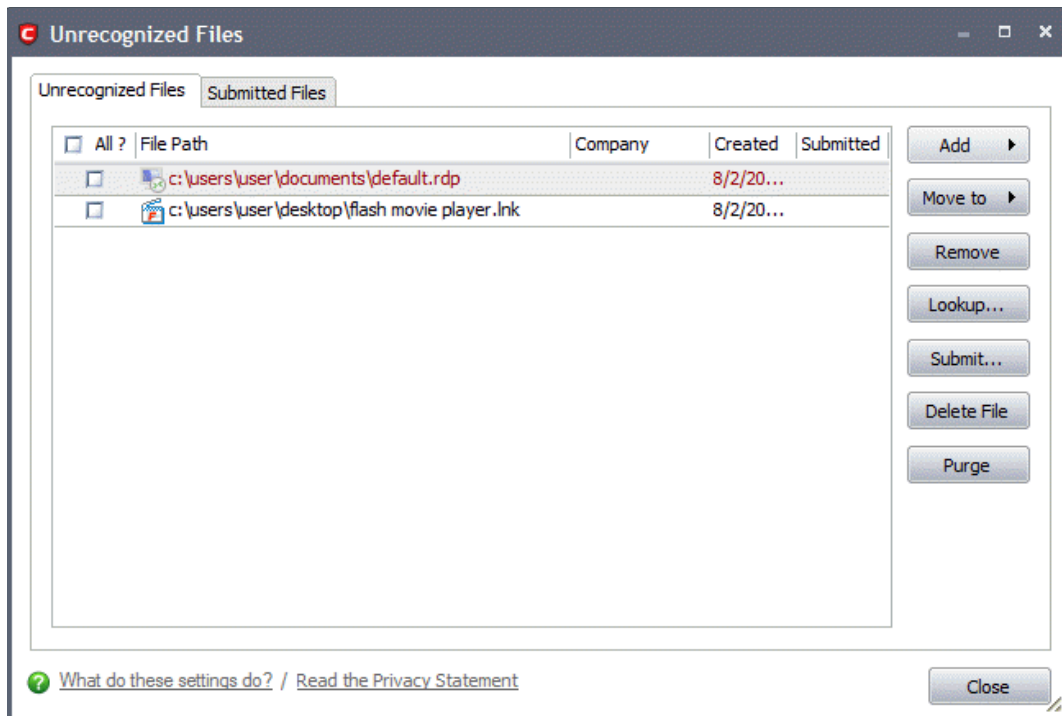 Unrecognized Files
Unrecognized Files Submitted Files
All ? File Path Company Created Submitted
c:\users\user\documents\default.rdp 8/2/20...
c:\users\user\desktop\flash movie player.lnk 8/2/20...
Add
Move to
Remove
Lookup...
Submit...
Delete File
Purge
What do these settings do? / Read the Privacy Statement
Close